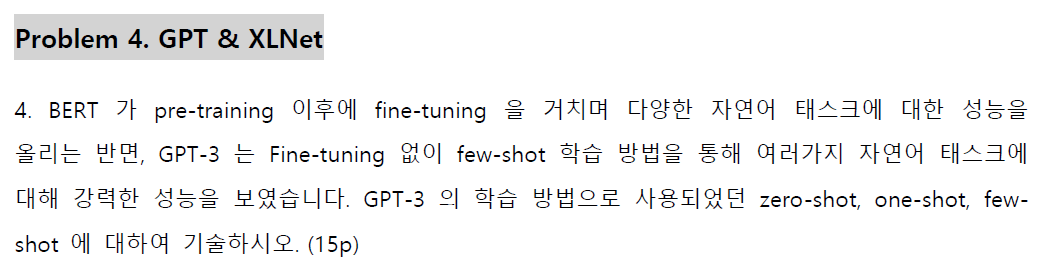 Problem 4. GPT & XLNet
4. BERT 가 pre-training 이후에 fine-tuning 을 거치며 다양한 자연어 태스크에 대한 성능을
올리는 반면, GPT-3 는 Fine-tuning 없이 few-shot 학습 방법을 통해 여러가지 자연어 태스크에
대해 강력한 성능을 보였습니다. GPT-3 의 학습 방법으로 사용되었던 zero-shot, one-shot, few-
shot 에 대하여 기술하시오. (15p)